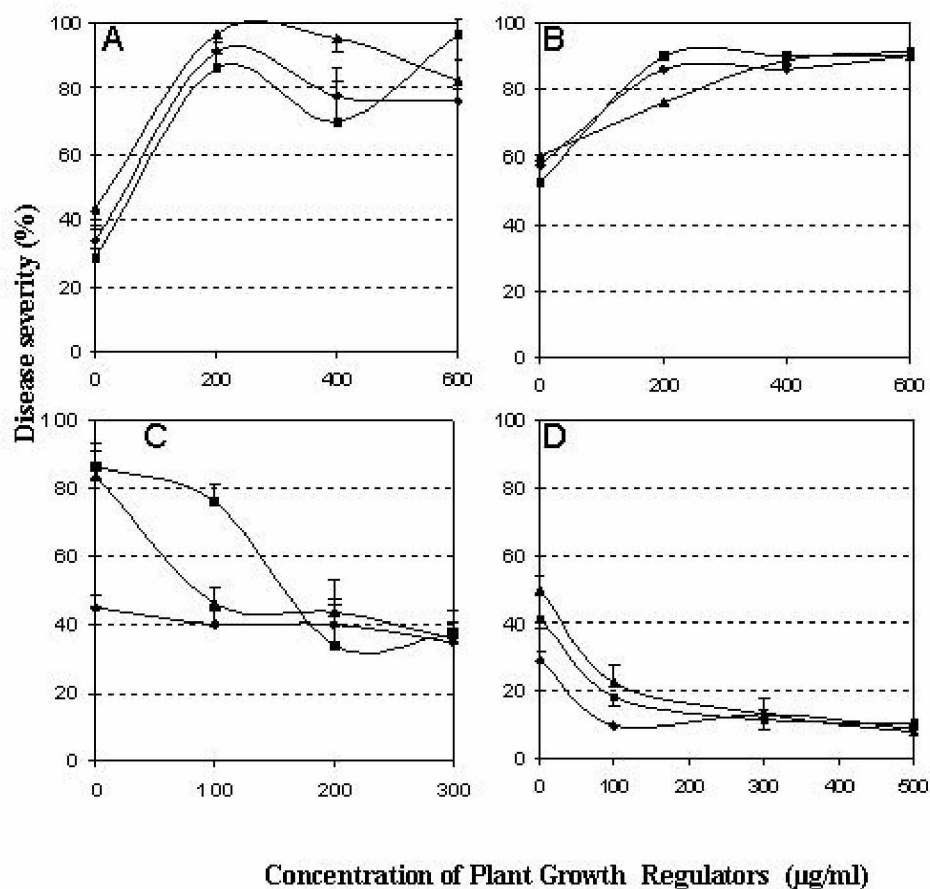 Disease severity (%)
A
100
80
60
40
20
0
0 200 400 600
B
100
80
60
40
20
0
0 200 400 600
C
100
80
60
40
20
0
0 100 200 300
D
100
80
60
40
20
0
0 100 200 300 400 500
Concentration of Plant Growth Regulators (μg/ml)